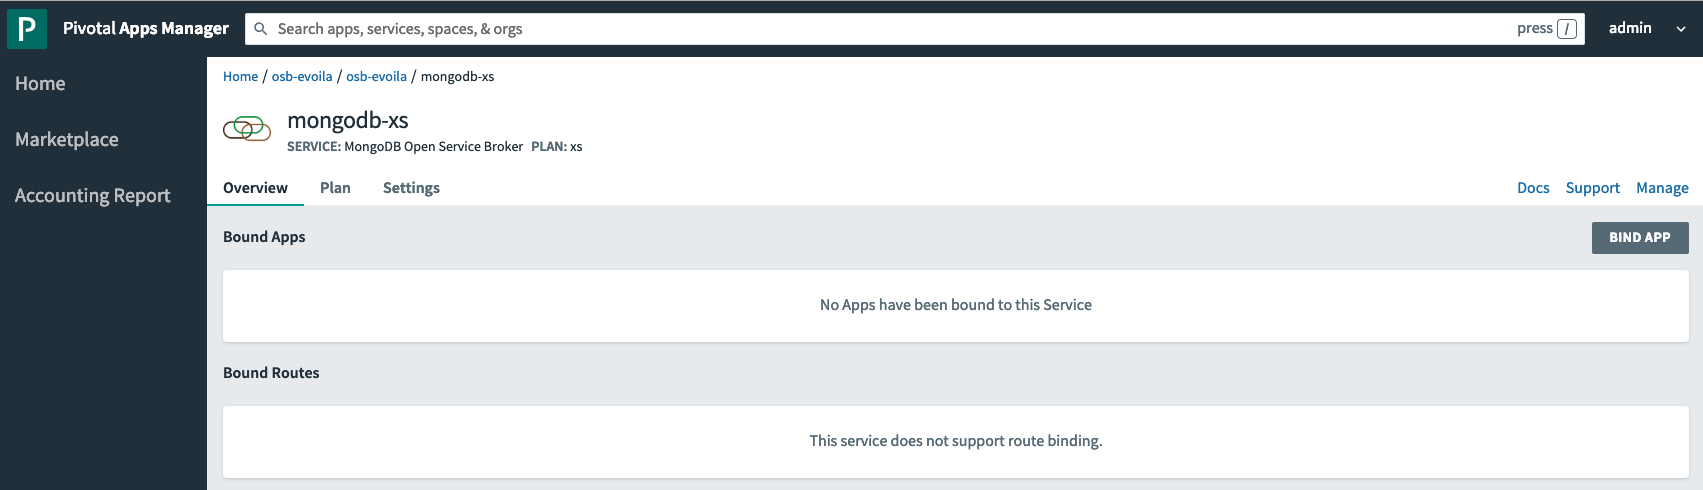 P Pivotal Apps Manager Search apps, services, spaces, & orgs press / admin
Home
Marketplace
Accounting Report
Home / osb-evoila / osb-evoila / mongodb-xs
mongodb-xs
SERVICE: MongoDB Open Service Broker PLAN: xs
Overview Plan Settings Docs Support Manage
Bound Apps BIND APP
No Apps have been bound to this Service
Bound Routes
This service does not support route binding.